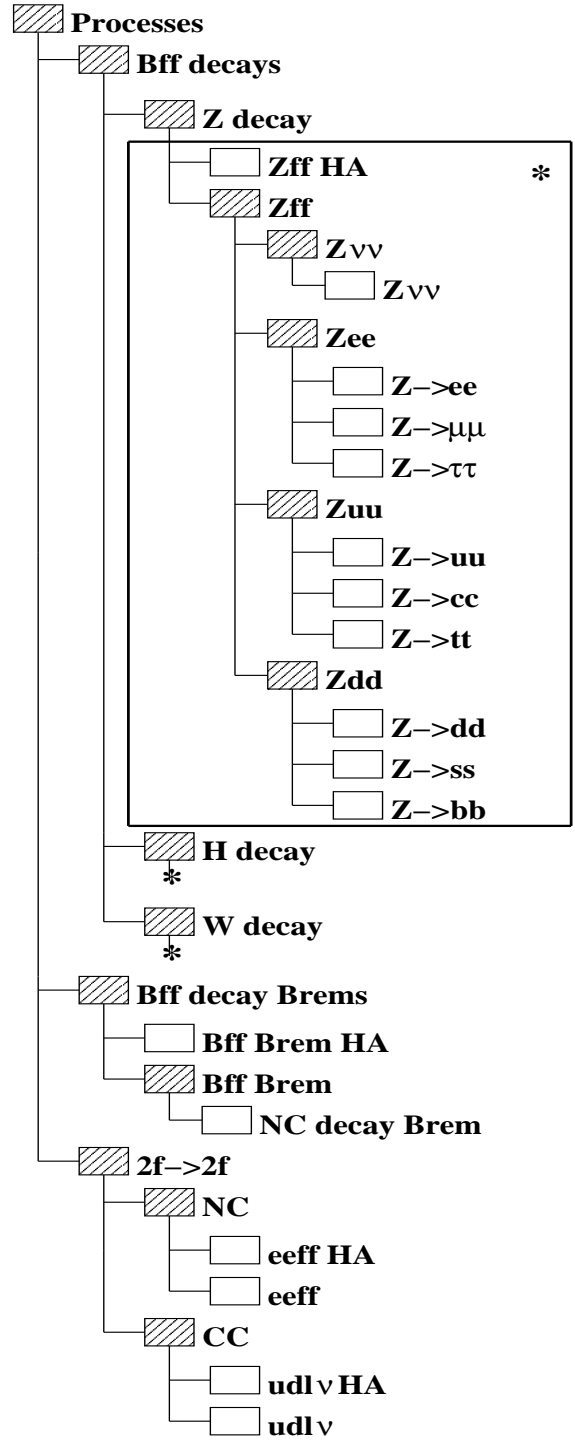 Processes
Bff decays
Z decay
Zff HA
*
Zff
Zνν
Zνν
Zee
Z–>ee
Z–>μμ
Z–>ττ
Zuu
Z–>uu
Z–>cc
Z–>tt
Zdd
Z–>dd
Z–>ss
Z–>bb
H decay
*
W decay
*
Bff decay Brems
Bff Brem HA
Bff Brem
NC decay Brem
2f–>2f
NC
eeff HA
eeff
CC
udlν HA
udlν